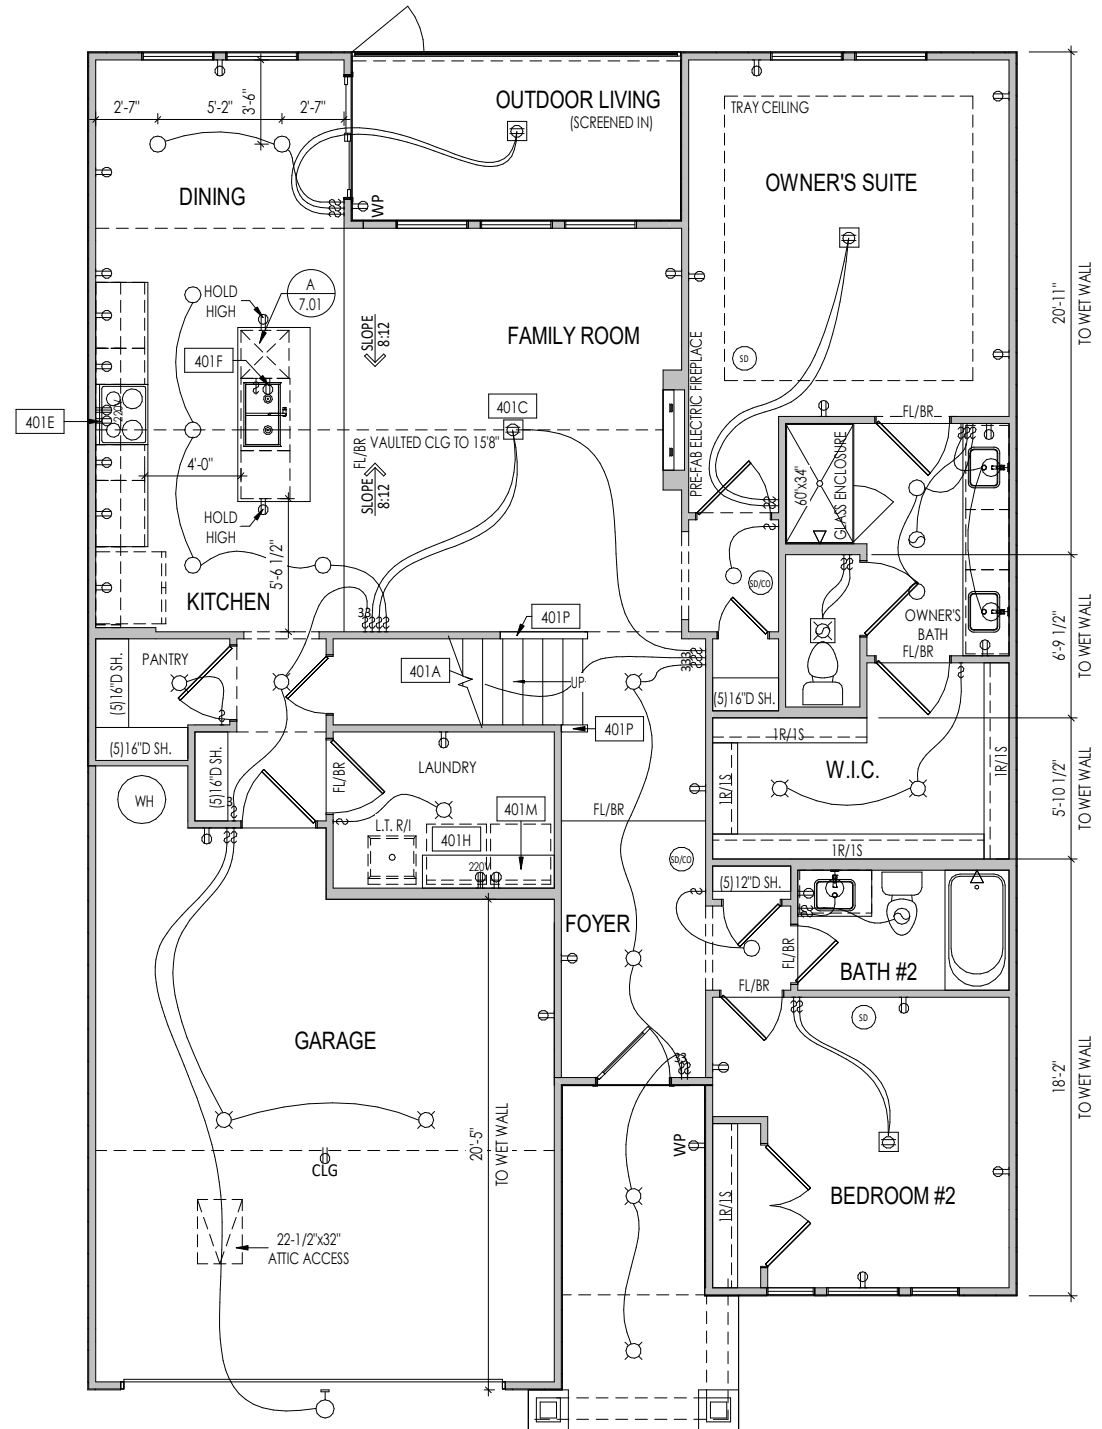 OUTDOOR LIVING
(SCREENED IN)
2'-7"
5'-2"
2'-7"
3'-6"
TRAY CEILING
DINING
WP
OWNER'S SUITE
20'-11"
TO WET WALL
HOLD
HIGH
A
7.01
SLOPE
8:12
FAMILY ROOM
PRE-FAB ELECTRIC FIREPLACE
SD
401F
401E
220V
401C
FL/BR
VAULTED CLG TO 15'8"
FL/BR
4'-0"
SLOPE
8:12
60"x34"
GLASS ENCLOSURE
HOLD
HIGH
5'-6 1/2"
KITCHEN
SD/CO
OWNER'S
BATH
FL/BR
6'-9 1/2"
TO WET WALL
401P
PANTRY
(5)16"D SH.
401A
UP
(5)16"D SH.
401P
(5)16"D SH.
1R/1S
W.I.C.
1R/1S
1R/1S
1R/1S
5'-10 1/2"
TO WET WALL
WH
(5)16"D SH.
FL/BR
LAUNDRY
L.T. R/I
401H
401M
220V
FL/BR
SD/CO
(5)12"D SH.
FOYER
FL/BR
BATH #2
FL/BR
SD
GARAGE
20'-5"
TO WET WALL
CLG
WP
18'-2"
TO WET WALL
1R/1S
BEDROOM #2
22-1/2"x32"
ATTIC ACCESS